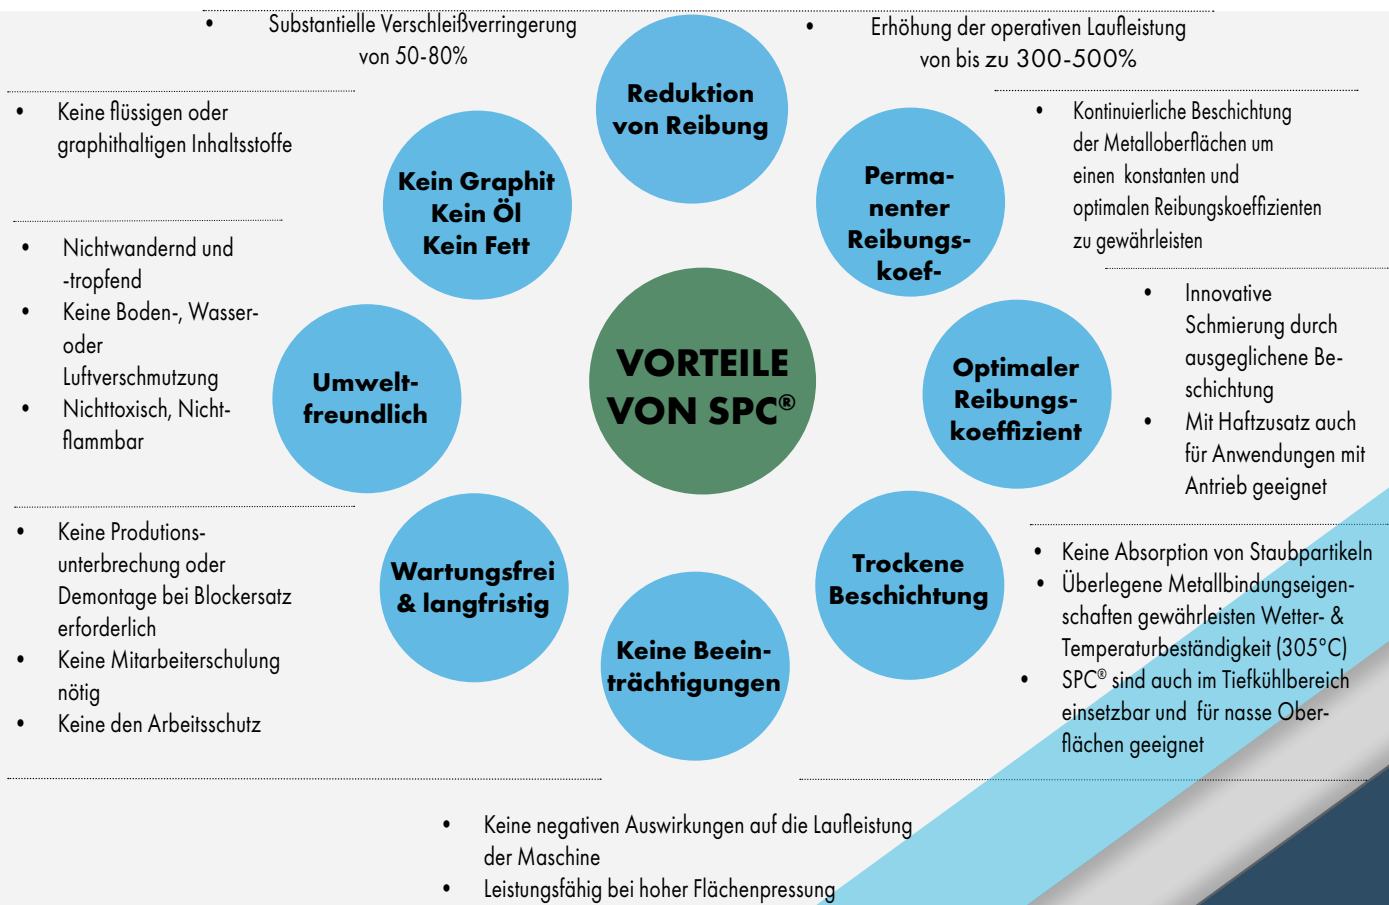 • Substantielle Verschleißverringerung
von 50-80%
• Erhöhung der operativen Laufleistung
von bis zu 300-500%
Reduktion
von Reibung
• Keine flüssigen oder
graphithaltigen Inhaltsstoffe
Kein Graphit
Kein Öl
Kein Fett
Perma-
nenter
Reibungs-
koef-
• Kontinuierliche Beschichtung
der Metalloberflächen um
einen konstanten und
optimalen Reibungskoeffizienten
zu gewährleisten
• Nichtwandernd und
-tropfend
• Keine Boden-, Wasser-
oder
Luftverschmutzung
• Nichttoxisch, Nicht-
flammbar
Umwelt-
freundlich
VORTEILE
VON SPC®
Optimaler
Reibungs-
koeffizient
• Innovative
Schmierung durch
ausgeglichene Be-
schichtung
• Mit Haftzusatz auch
für Anwendungen mit
Antrieb geeignet
• Keine Produtions-
unterbrechung oder
Demontage bei Blockersatz
erforderlich
• Keine Mitarbeiterschulung
nötig
• Keine den Arbeitsschutz
Wartungsfrei
& langfristig
Keine Beein-
trächtigungen
Trockene
Beschichtung
• Keine Absorption von Staubpartikeln
• Überlegene Metallbindungseigen-
schaften gewährleisten Wetter- &
Temperaturbeständigkeit (305°C)
• SPC® sind auch im Tiefkühlbereich
einsetzbar und für nasse Ober-
flächen geeignet
• Keine negativen Auswirkungen auf die Laufleistung
der Maschine
• Leistungsfähig bei hoher Flächenpressung